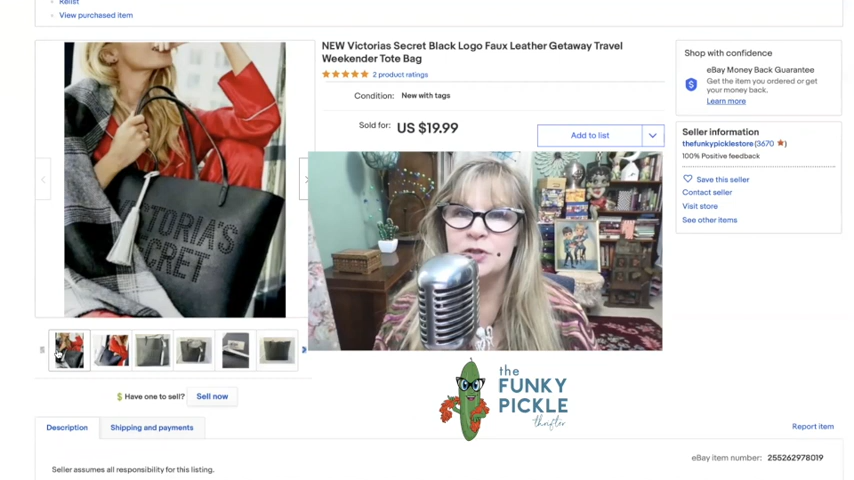 Relist
View purchased item
NEW Victorias Secret Black Logo Faux Leather Getaway Travel
Weekender Tote Bag
2 product ratings
Condition: New with tags
Sold for: US $19.99
Add to list
Shop with confidence
eBay Money Back Guarantee
Get the item you ordered or get
your money back.
Learn more
Seller information
thefunkypicklestore (3670 )
100% Positive feedback
Save this seller
Contact seller
Visit store
See other items
VICTORIA'S
SECRET
the
FUNKY
PICKLE
thrifter
$ Have one to sell? Sell now
Description
Shipping and payments
Report item
eBay item number: 255262978019
Seller assumes all responsibility for this listing.